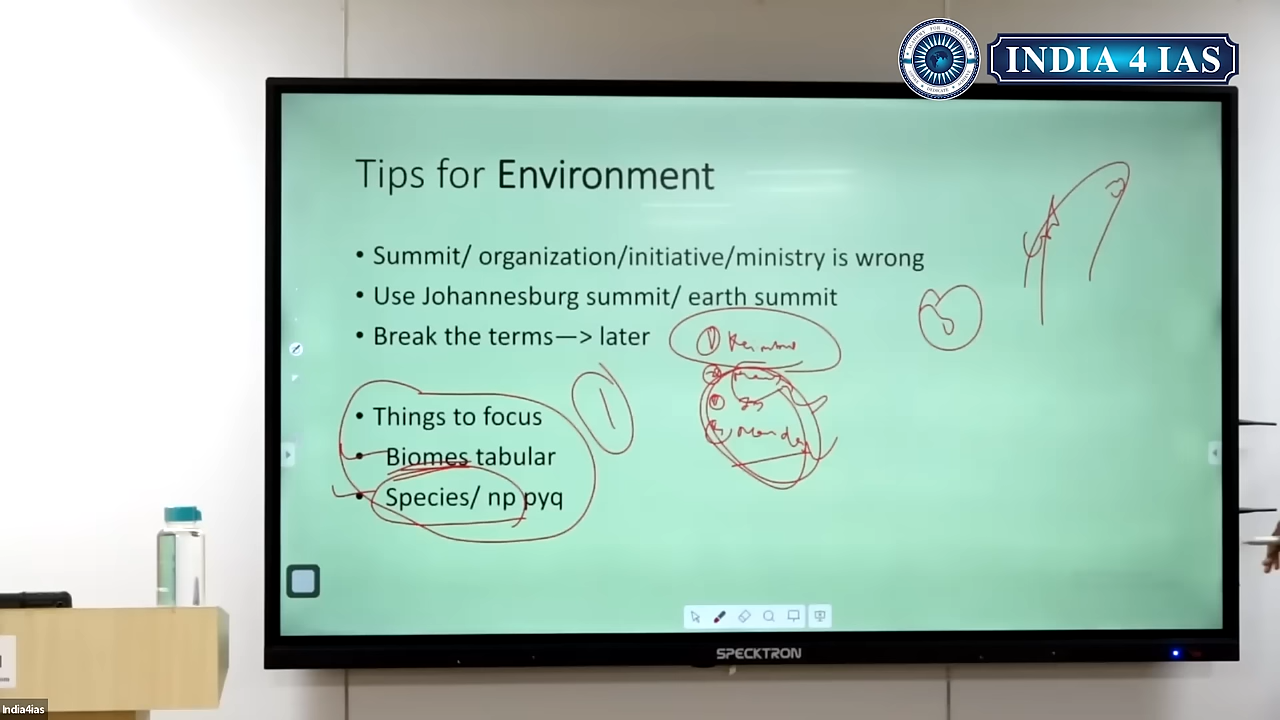 INDIA 4 IAS
Tips for Environment
• Summit/ organization/initiative/ministry is wrong
• Use Johannesburg summit/ earth summit
• Break the terms—> later
• Things to focus
• Biomes tabular
• Species/ np pyq
SPECKTRON
India4ias